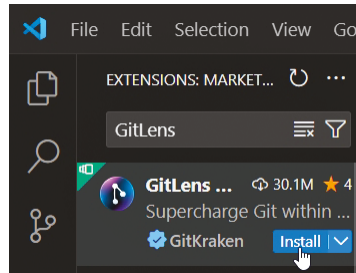 File Edit Selection View Go
EXTENSIONS: MARKET... ...
GitLens
GitLens ... 30.1M 4
Supercharge Git within ...
GitKraken Install